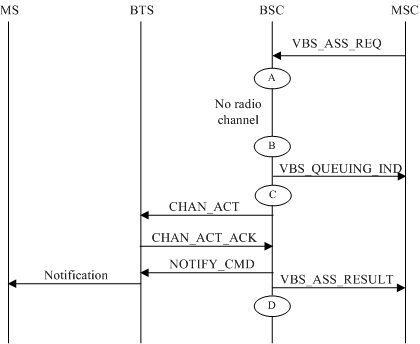 MS BTS BSC MSC
VBS_ASS_REQ
A
No radio
channel
B
VBS_QUEUING_IND
C
CHAN_ACT
CHAN_ACT_ACK
NOTIFY_CMD
Notification
VBS_ASS_RESULT
D